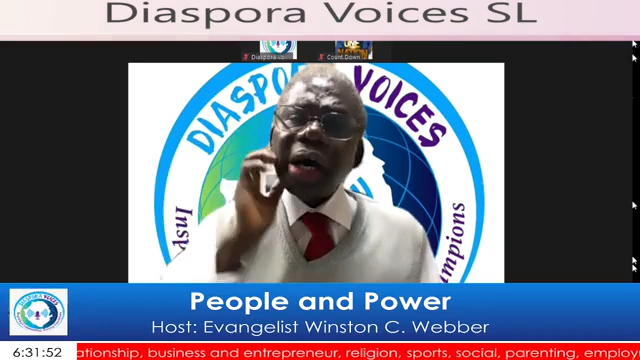 Diaspora Voices SL
DIASPORA VOICES
People and Power
Host: Evangelist Winston C. Webber
6:31:52
ationship, business and entrepreneur, religion, sports, social, parenting, employ